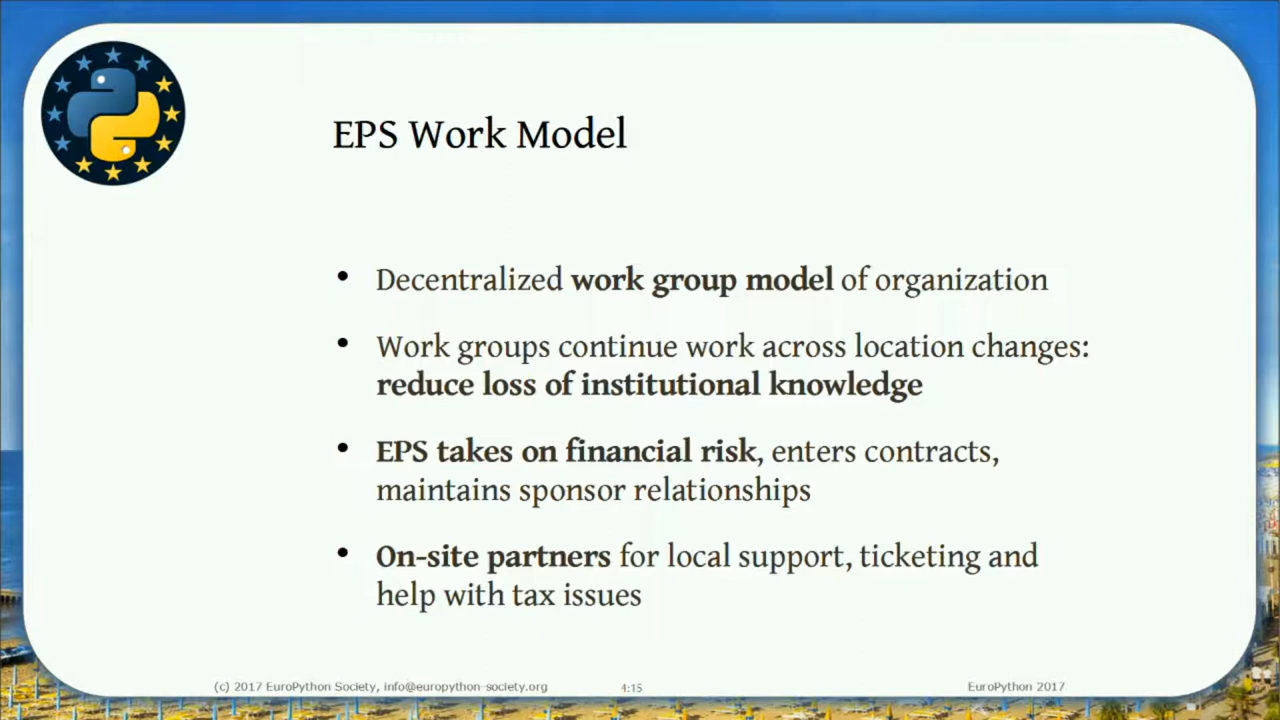 EPS Work Model
• Decentralized work group model of organization
• Work groups continue work across location changes:
reduce loss of institutional knowledge
• EPS takes on financial risk, enters contracts,
maintains sponsor relationships
• On-site partners for local support, ticketing and
help with tax issues
(c) 2017 EuroPython Society, info@europython-society.org
4:15
EuroPython 2017